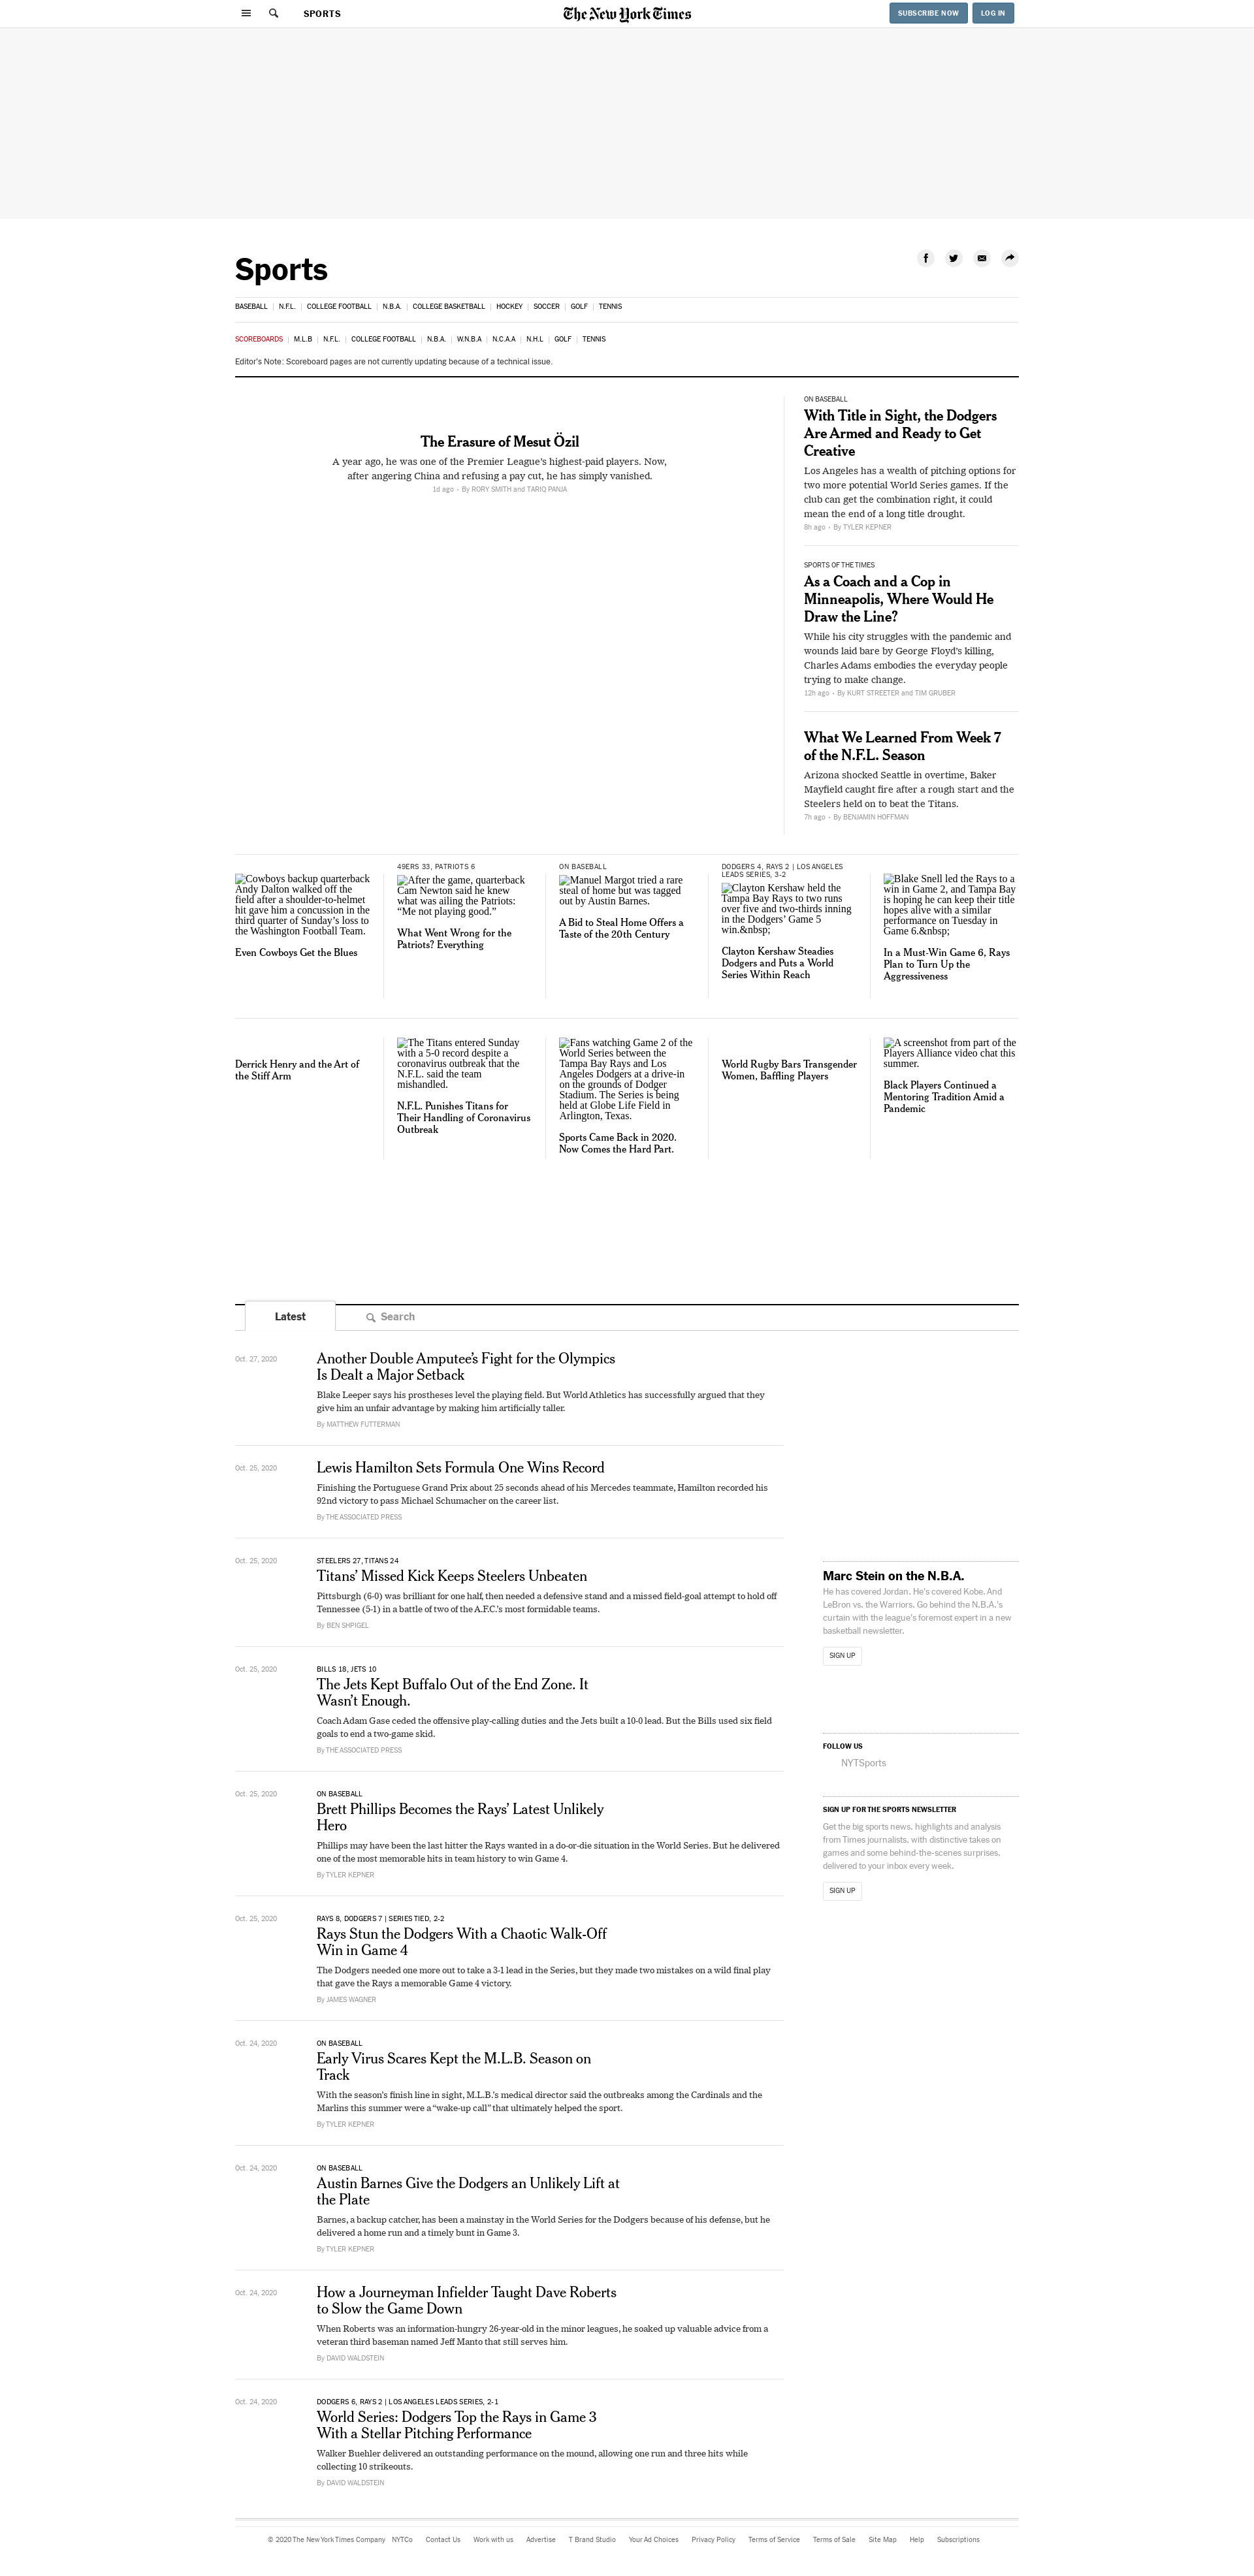 SPORTS
The New York Times
SUBSCRIBE NOW
LOG IN
Sports
BASEBALL | N.F.L. | COLLEGE FOOTBALL | N.B.A. | COLLEGE BASKETBALL | HOCKEY | SOCCER | GOLF | TENNIS
SCOREBOARDS | M.L.B | N.F.L. | COLLEGE FOOTBALL | N.B.A. | W.N.B.A | N.C.A.A | N.H.L | GOLF | TENNIS
Editor's Note: Scoreboard pages are not currently updating because of a technical issue.
The Erasure of Mesut Özil
A year ago, he was one of the Premier League's highest-paid players. Now,
after angering China and refusing a pay cut, he has simply vanished.
1d ago • By RORY SMITH and TARIQ PANJA
ON BASEBALL
With Title in Sight, the Dodgers
Are Armed and Ready to Get
Creative
Los Angeles has a wealth of pitching options for
two more potential World Series games. If the
club can get the combination right, it could
mean the end of a long title drought.
8h ago • By TYLER KEPNER
SPORTS OF THE TIMES
As a Coach and a Cop in
Minneapolis, Where Would He
Draw the Line?
While his city struggles with the pandemic and
wounds laid bare by George Floyd's killing,
Charles Adams embodies the everyday people
trying to make change.
12h ago • By KURT STREETER and TIM GRUBER
What We Learned From Week 7
of the N.F.L. Season
Arizona shocked Seattle in overtime, Baker
Mayfield caught fire after a rough start and the
Steelers held on to beat the Titans.
7h ago • By BENJAMIN HOFFMAN
Cowboys backup quarterback
Andy Dalton walked off the
field after a shoulder-to-helmet
hit gave him a concussion in the
third quarter of Sunday's loss to
the Washington Football Team.
Even Cowboys Get the Blues
49ERS 33, PATRIOTS 6
After the game, quarterback
Cam Newton said he knew
what was ailing the Patriots:
“Me not playing good.”
What Went Wrong for the
Patriots? Everything
ON BASEBALL
Manuel Margot tried a rare
steal of home but was tagged
out by Austin Barnes.
A Bid to Steal Home Offers a
Taste of the 20th Century
DODGERS 4, RAYS 2 | LOS ANGELES
LEADS SERIES, 3-2
Clayton Kershaw held the
Tampa Bay Rays to two runs
over five and two-thirds inning
in the Dodgers’ Game 5
win.&nbsp;
Clayton Kershaw Steadies
Dodgers and Puts a World
Series Within Reach
Blake Snell led the Rays to a
win in Game 2, and Tampa Bay
is hoping he can keep their title
hopes alive with a similar
performance on Tuesday in
Game 6.&nbsp;
In a Must-Win Game 6, Rays
Plan to Turn Up the
Aggressiveness
Derrick Henry and the Art of
the Stiff Arm
The Titans entered Sunday
with a 5-0 record despite a
coronavirus outbreak that the
N.F.L. said the team
mishandled.
N.F.L. Punishes Titans for
Their Handling of Coronavirus
Outbreak
Fans watching Game 2 of the
World Series between the
Tampa Bay Rays and Los
Angeles Dodgers at a drive-in
on the grounds of Dodger
Stadium. The Series is being
held at Globe Life Field in
Arlington, Texas.
Sports Came Back in 2020.
Now Comes the Hard Part.
World Rugby Bars Transgender
Women, Baffling Players
A screenshot from part of the
Players Alliance video chat this
summer.
Black Players Continued a
Mentoring Tradition Amid a
Pandemic
Latest
Search
Oct. 27, 2020
Another Double Amputee’s Fight for the Olympics
Is Dealt a Major Setback
Blake Leeper says his prostheses level the playing field. But World Athletics has successfully argued that they
give him an unfair advantage by making him artificially taller.
By MATTHEW FUTTERMAN
Oct. 25, 2020
Lewis Hamilton Sets Formula One Wins Record
Finishing the Portuguese Grand Prix about 25 seconds ahead of his Mercedes teammate, Hamilton recorded his
92nd victory to pass Michael Schumacher on the career list.
By THE ASSOCIATED PRESS
Oct. 25, 2020
STEELERS 27, TITANS 24
Titans’ Missed Kick Keeps Steelers Unbeaten
Pittsburgh (6-0) was brilliant for one half, then needed a defensive stand and a missed field-goal attempt to hold off
Tennessee (5-1) in a battle of two of the A.F.C.’s most formidable teams.
By BEN SHPIGEL
Oct. 25, 2020
BILLS 18, JETS 10
The Jets Kept Buffalo Out of the End Zone. It
Wasn’t Enough.
Coach Adam Gase ceded the offensive play-calling duties and the Jets built a 10-0 lead. But the Bills used six field
goals to end a two-game skid.
By THE ASSOCIATED PRESS
Oct. 25, 2020
ON BASEBALL
Brett Phillips Becomes the Rays’ Latest Unlikely
Hero
Phillips may have been the last hitter the Rays wanted in a do-or-die situation in the World Series. But he delivered
one of the most memorable hits in team history to win Game 4.
By TYLER KEPNER
Oct. 25, 2020
RAYS 8, DODGERS 7 | SERIES TIED, 2-2
Rays Stun the Dodgers With a Chaotic Walk-Off
Win in Game 4
The Dodgers needed one more out to take a 3-1 lead in the Series, but they made two mistakes on a wild final play
that gave the Rays a memorable Game 4 victory.
By JAMES WAGNER
Oct. 24, 2020
ON BASEBALL
Early Virus Scares Kept the M.L.B. Season on
Track
With the season’s finish line in sight, M.L.B.’s medical director said the outbreaks among the Cardinals and the
Marlins this summer were a “wake-up call” that ultimately helped the sport.
By TYLER KEPNER
Oct. 24, 2020
ON BASEBALL
Austin Barnes Give the Dodgers an Unlikely Lift at
the Plate
Barnes, a backup catcher, has been a mainstay in the World Series for the Dodgers because of his defense, but he
delivered a home run and a timely bunt in Game 3.
By TYLER KEPNER
Oct. 24, 2020
How a Journeyman Infielder Taught Dave Roberts
to Slow the Game Down
When Roberts was an information-hungry 26-year-old in the minor leagues, he soaked up valuable advice from a
veteran third baseman named Jeff Manto that still serves him.
By DAVID WALDSTEIN
Oct. 24, 2020
DODGERS 6, RAYS 2 | LOS ANGELES LEADS SERIES, 2-1
World Series: Dodgers Top the Rays in Game 3
With a Stellar Pitching Performance
Walker Buehler delivered an outstanding performance on the mound, allowing one run and three hits while
collecting 10 strikeouts.
By DAVID WALDSTEIN
Marc Stein on the N.B.A.
He has covered Jordan. He's covered Kobe. And
LeBron vs. the Warriors. Go behind the N.B.A.'s
curtain with the league's foremost expert in a new
basketball newsletter.
SIGN UP
FOLLOW US
NYTSports
SIGN UP FOR THE SPORTS NEWSLETTER
Get the big sports news, highlights and analysis
from Times journalists, with distinctive takes on
games and some behind-the-scenes surprises,
delivered to your inbox every week.
SIGN UP
© 2020 The New York Times Company NYTCo Contact Us Work with us Advertise T Brand Studio Your Ad Choices Privacy Policy Terms of Service Terms of Sale Site Map Help Subscriptions